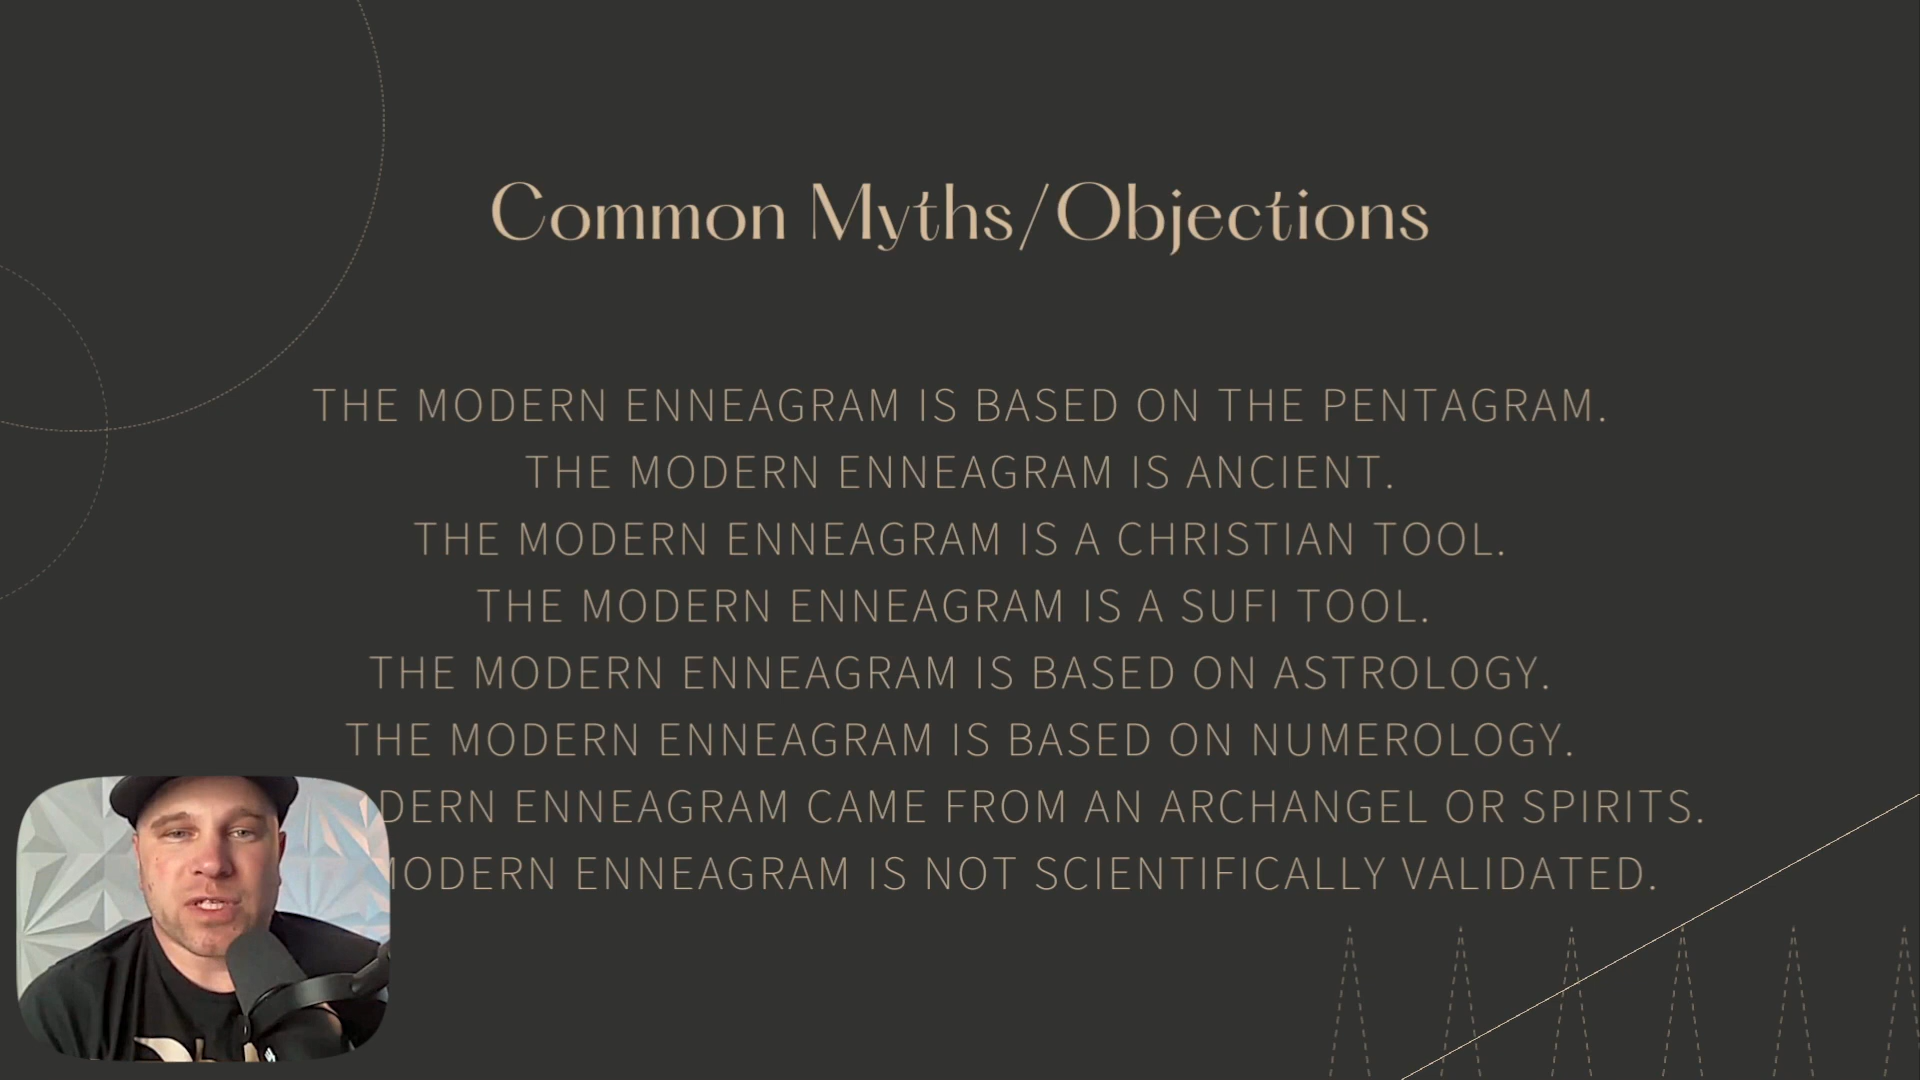 Common Myths/Objections
THE MODERN ENNEAGRAM IS BASED ON THE PENTAGRAM.
THE MODERN ENNEAGRAM IS ANCIENT.
THE MODERN ENNEAGRAM IS A CHRISTIAN TOOL.
THE MODERN ENNEAGRAM IS A SUFI TOOL.
THE MODERN ENNEAGRAM IS BASED ON ASTROLOGY.
THE MODERN ENNEAGRAM IS BASED ON NUMEROLOGY.
DERN ENNEAGRAM CAME FROM AN ARCHANGEL OR SPIRITS.
MODERN ENNEAGRAM IS NOT SCIENTIFICALLY VALIDATED.